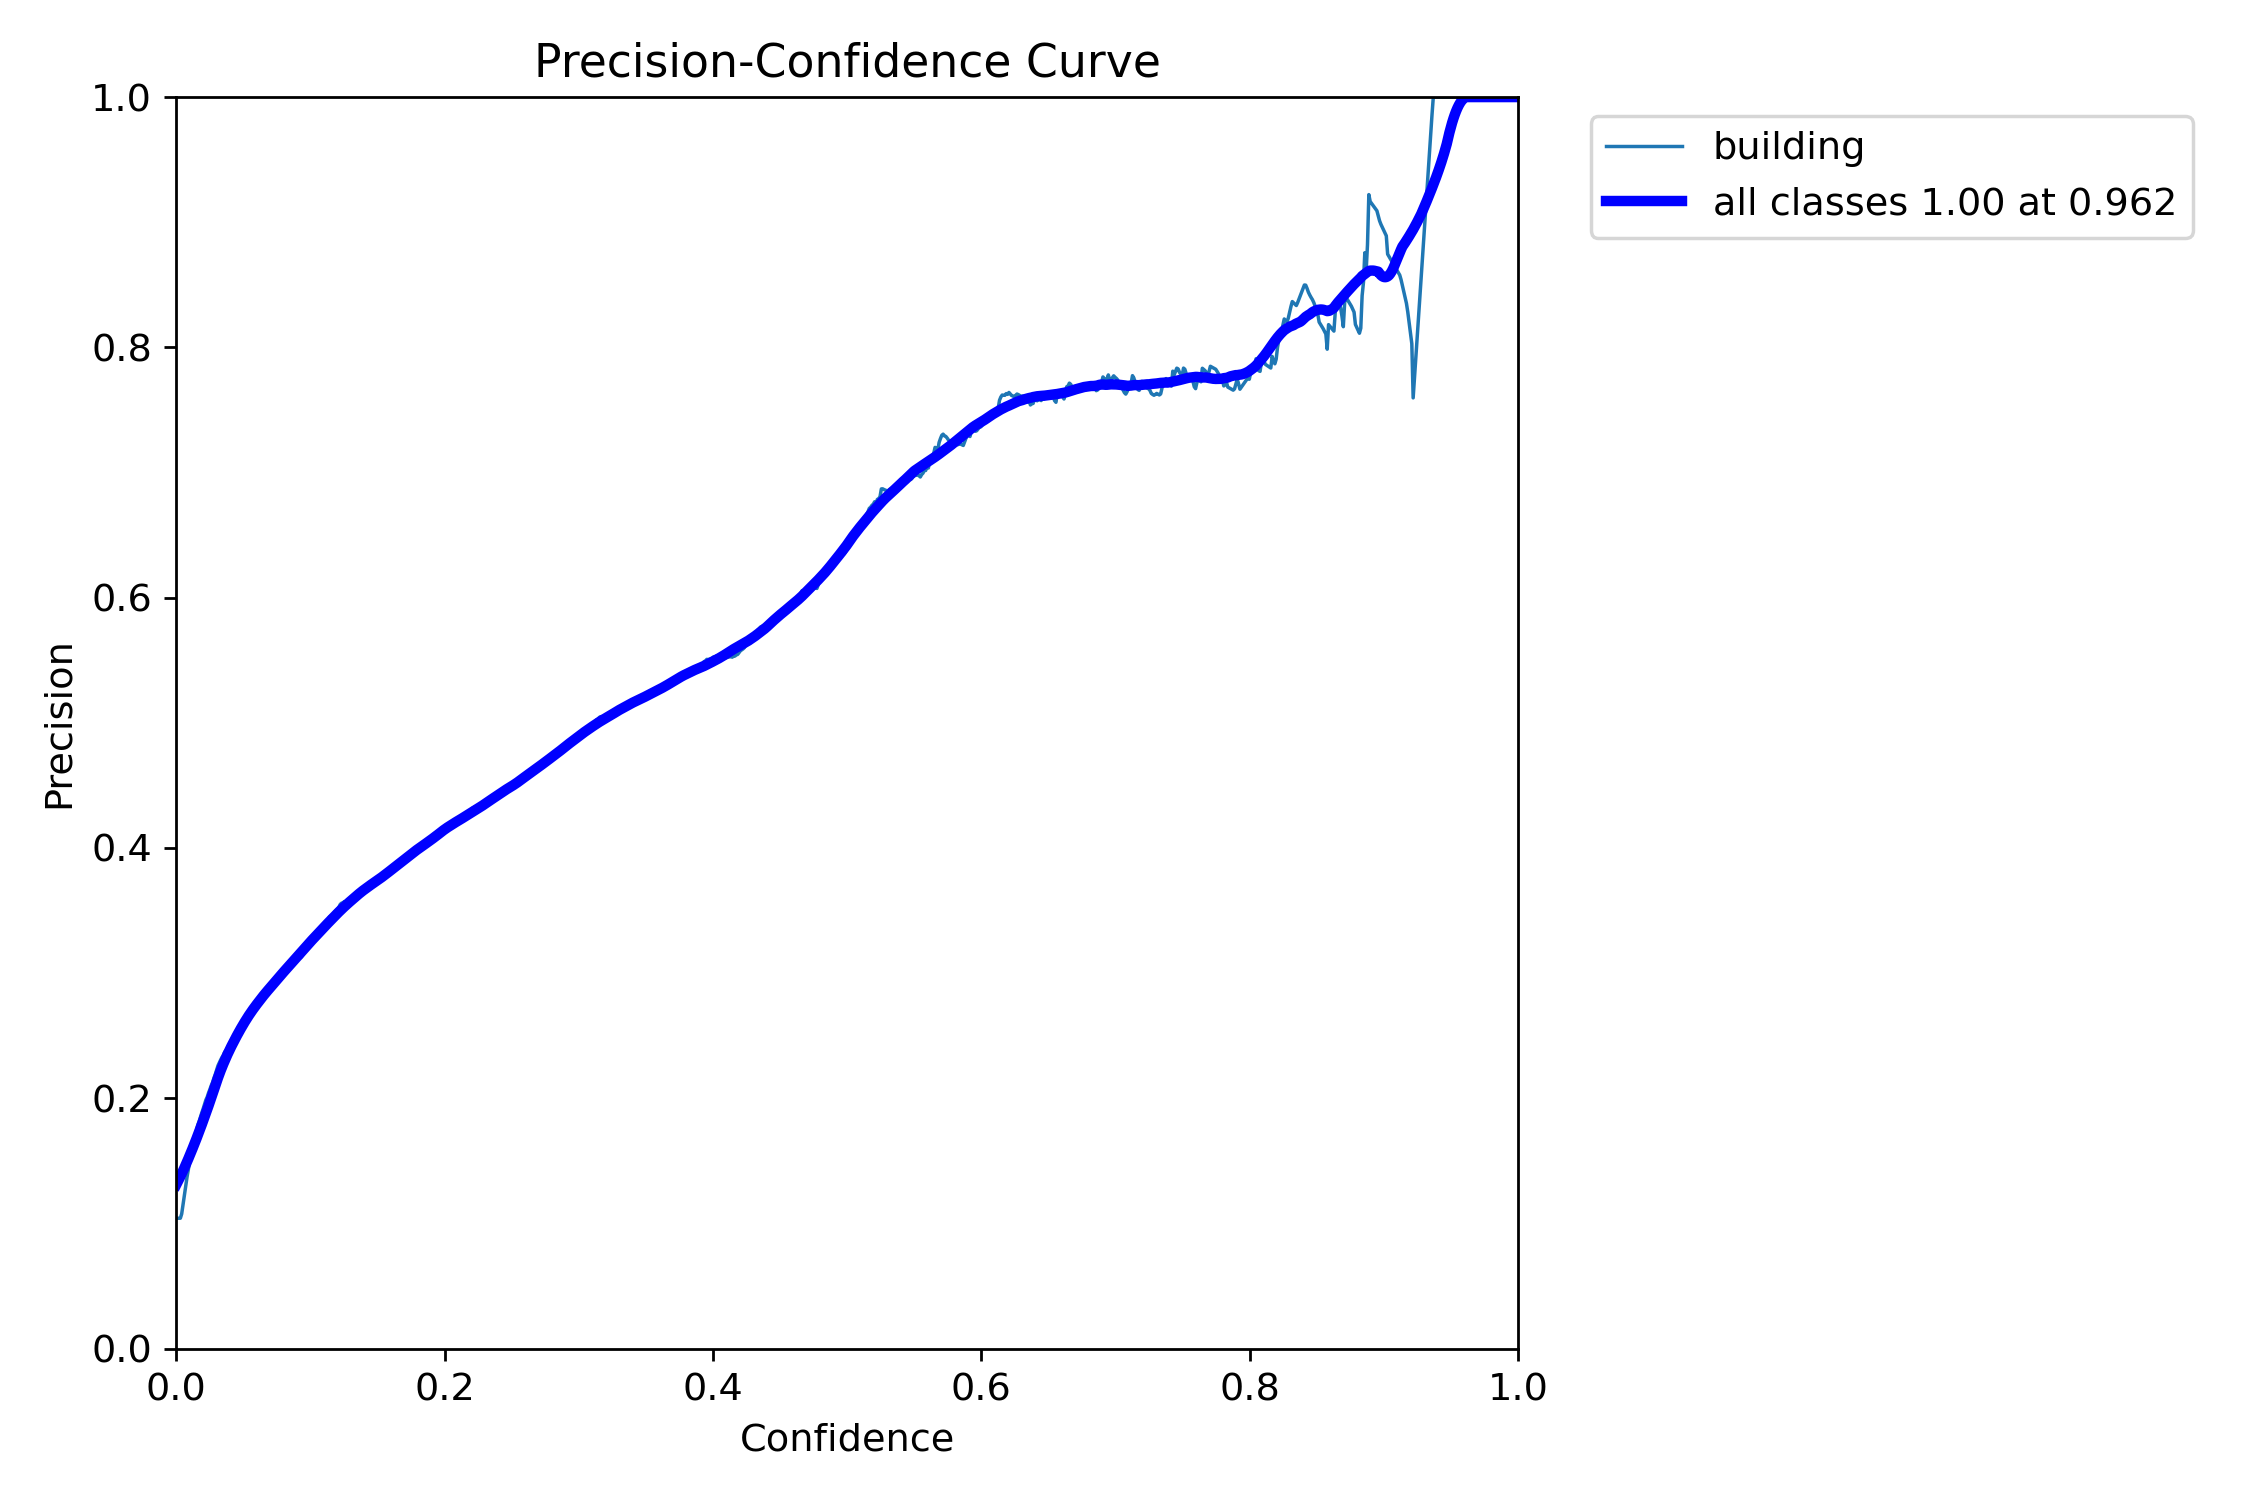 Precision-Confidence Curve
building
all classes 1.00 at 0.962
1.0
0.8
0.6
0.4
0.2
0.0
Precision
0.0 0.2 0.4 0.6 0.8 1.0
Confidence